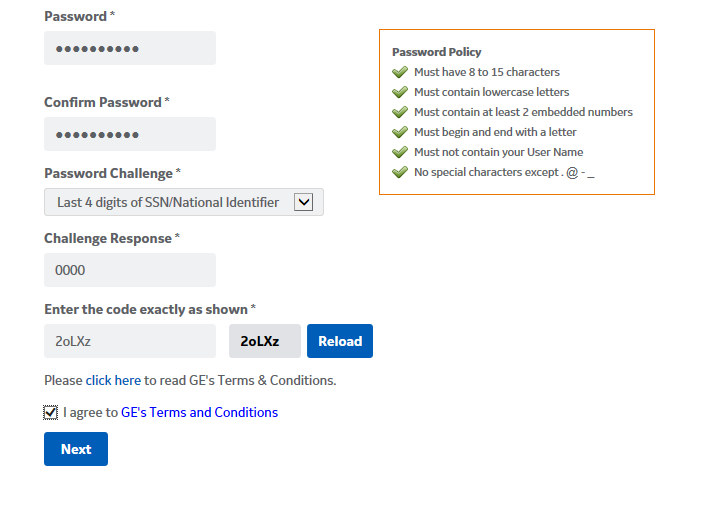 Password *
●●●●●●●●●●
Confirm Password *
●●●●●●●●●●
Password Challenge *
Last 4 digits of SSN/National Identifier
Challenge Response *
0000
Enter the code exactly as shown *
2oLXz 2oLXz Reload
Please click here to read GE's Terms & Conditions.
I agree to GE's Terms and Conditions
Next
Password Policy
Must have 8 to 15 characters
Must contain lowercase letters
Must contain at least 2 embedded numbers
Must begin and end with a letter
Must not contain your User Name
No special characters except . @ - _